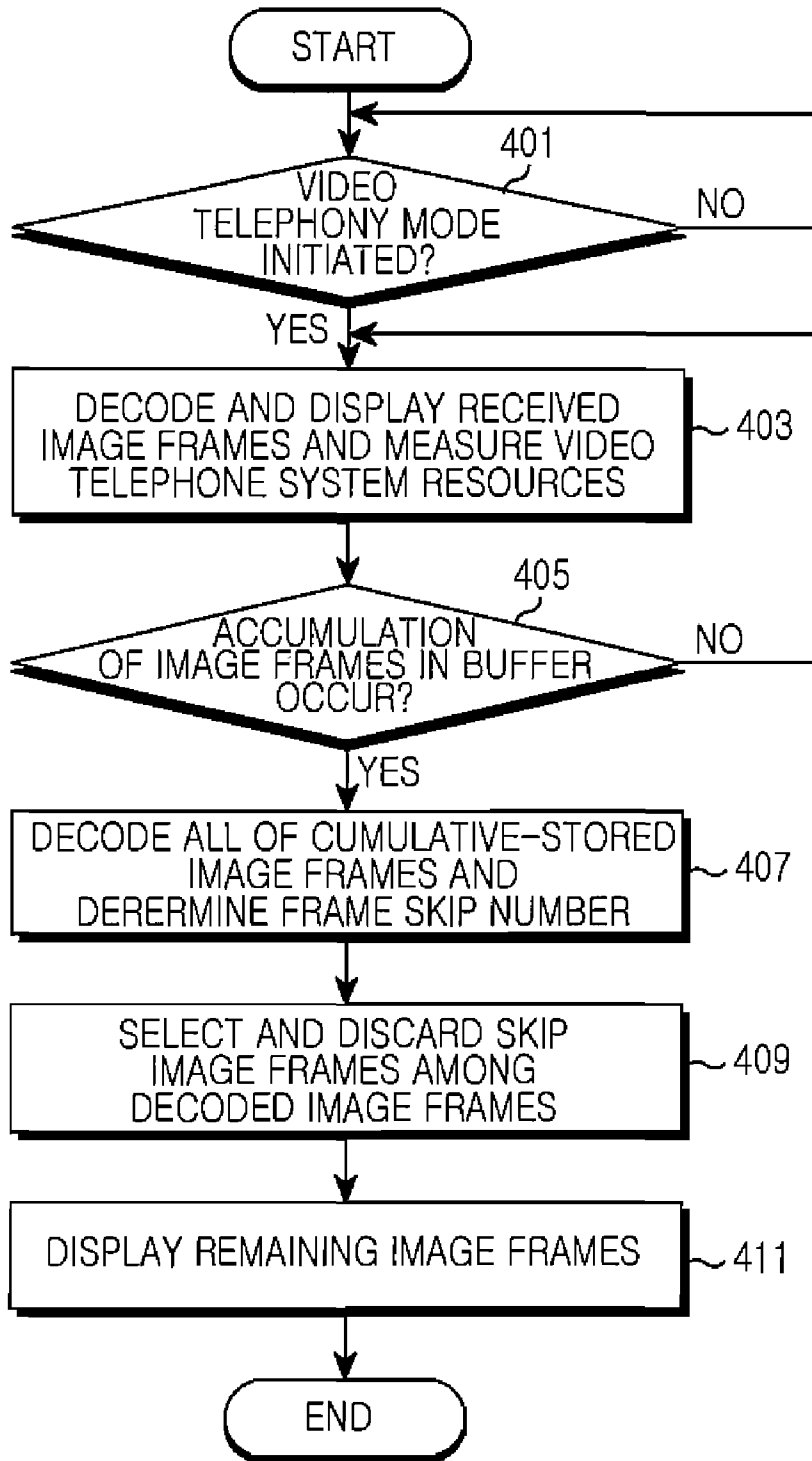 START
401
VIDEO
TELEPHONY MODE
INITIATED?
NO
YES
DECODE AND DISPLAY RECEIVED
IMAGE FRAMES AND MEASURE VIDEO
TELEPHONE SYSTEM RESOURCES
403
405
ACCUMULATION
OF IMAGE FRAMES IN BUFFER
OCCUR?
NO
YES
DECODE ALL OF CUMULATIVE-STORED
IMAGE FRAMES AND
DERERMINE FRAME SKIP NUMBER
407
SELECT AND DISCARD SKIP
IMAGE FRAMES AMONG
DECODED IMAGE FRAMES
409
DISPLAY REMAINING IMAGE FRAMES
411
END